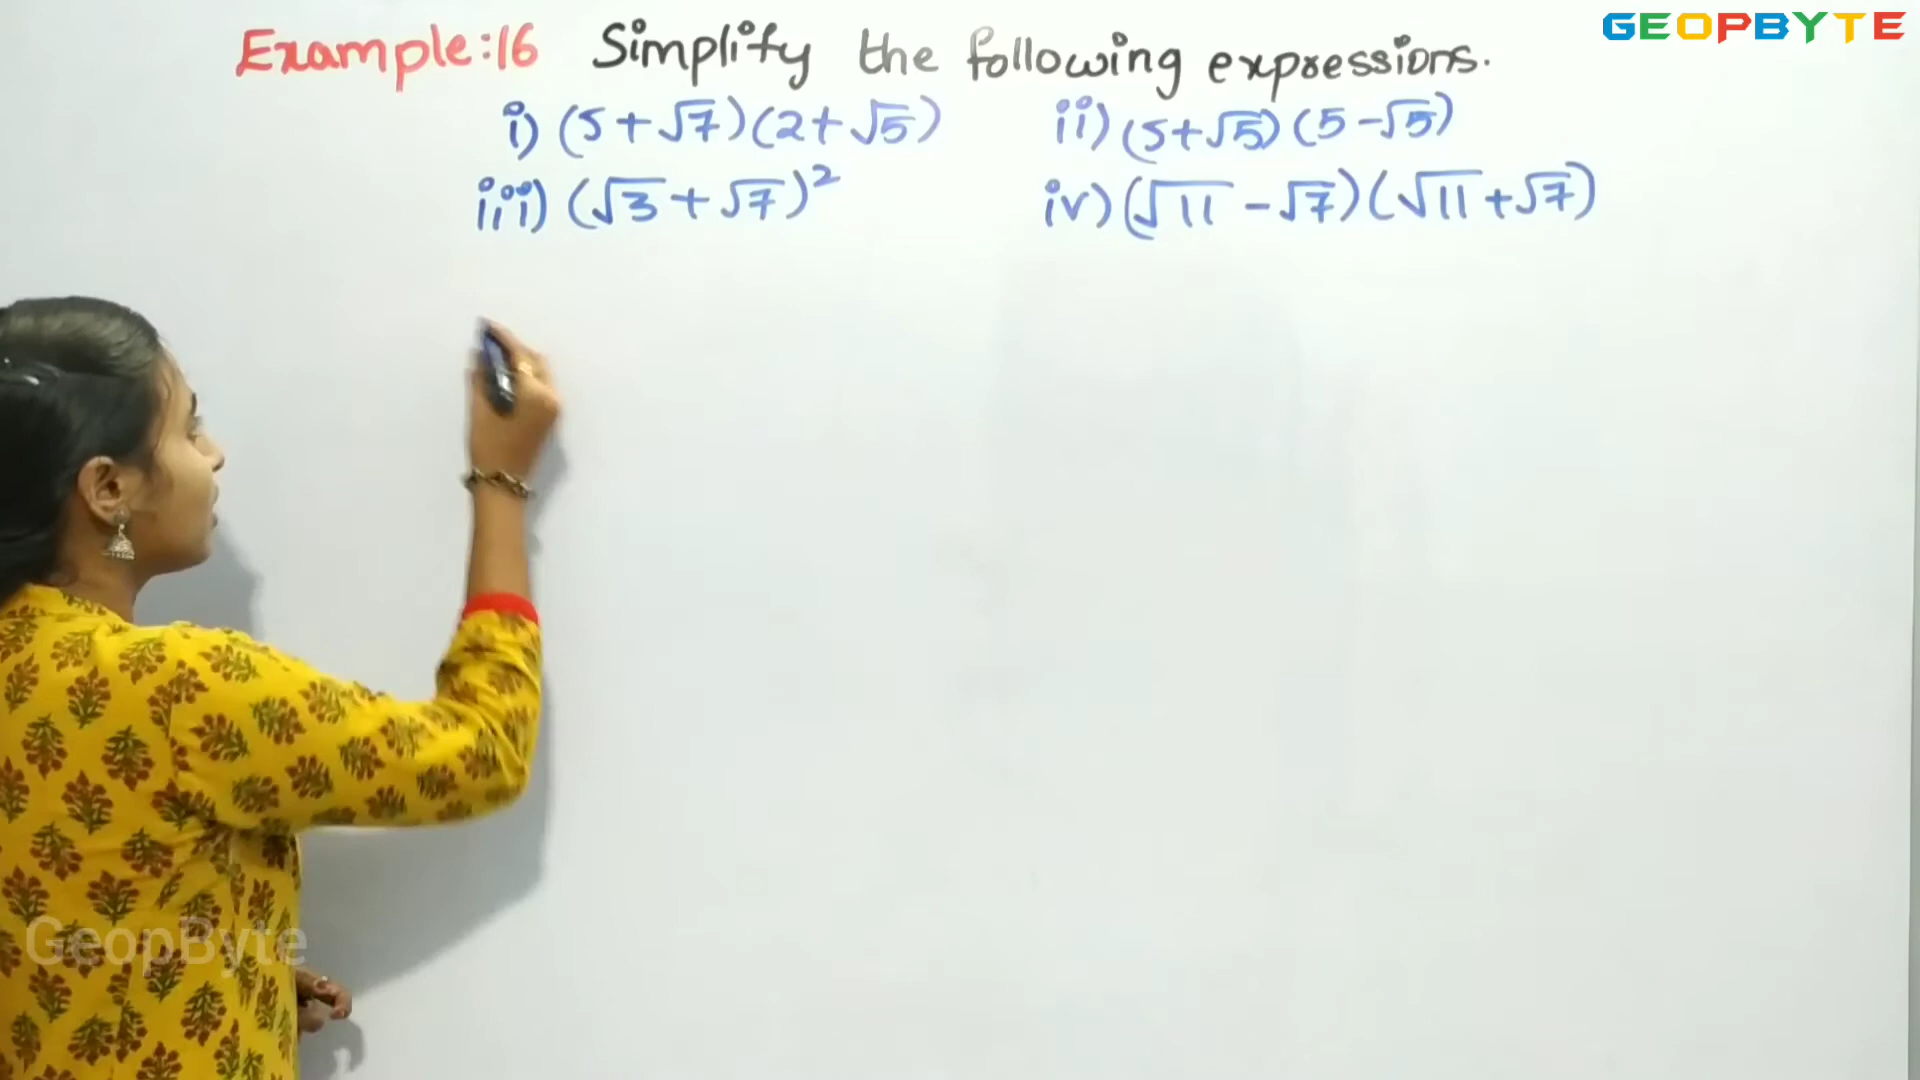 GEOPBYTE
Example:16 Simplify the following expressions.
i) (5+√7)(2+√5) ii) (5+√5)(5-√5)
iii) (√3+√7)² iv) (√11-√7)(√11+√7)
GeopByte